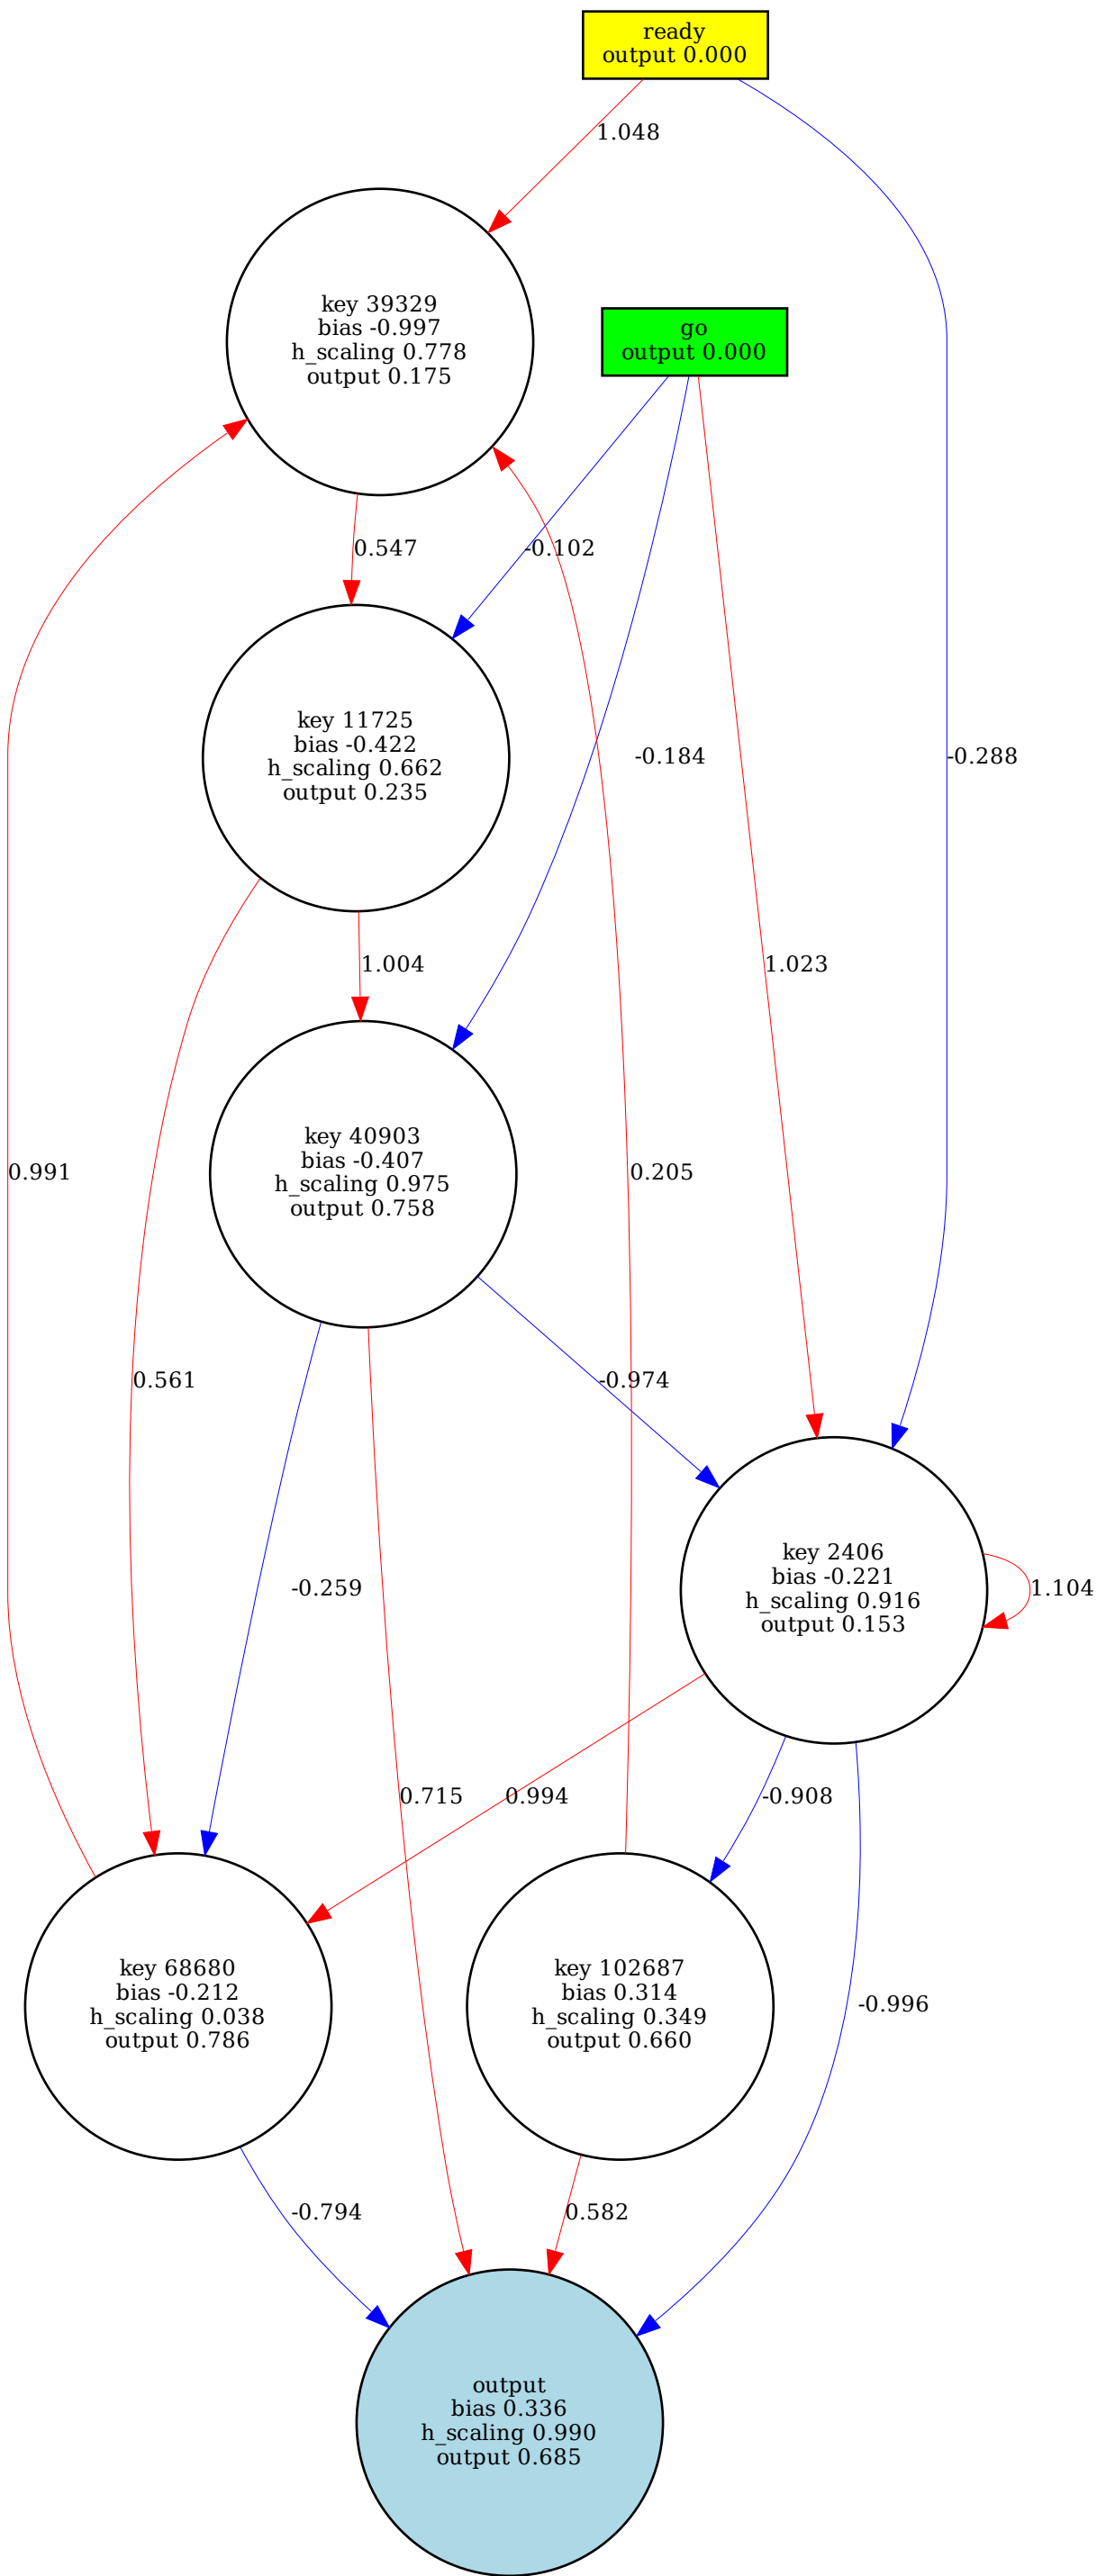 ready
output 0.000
1.048
key 39329
bias -0.997
h_scaling 0.778
output 0.175
go
output 0.000
0.547
-0.102
key 11725
bias -0.422
h_scaling 0.662
output 0.235
-0.184
-0.288
1.004
1.023
key 40903
bias -0.407
h_scaling 0.975
output 0.758
0.991
0.205
0.561
-0.974
key 2406
bias -0.221
h_scaling 0.916
output 0.153
-0.259
1.104
0.715
0.994
-0.908
key 68680
bias -0.212
h_scaling 0.038
output 0.786
key 102687
bias 0.314
h_scaling 0.349
output 0.660
-0.996
-0.794
0.582
output
bias 0.336
h_scaling 0.990
output 0.685